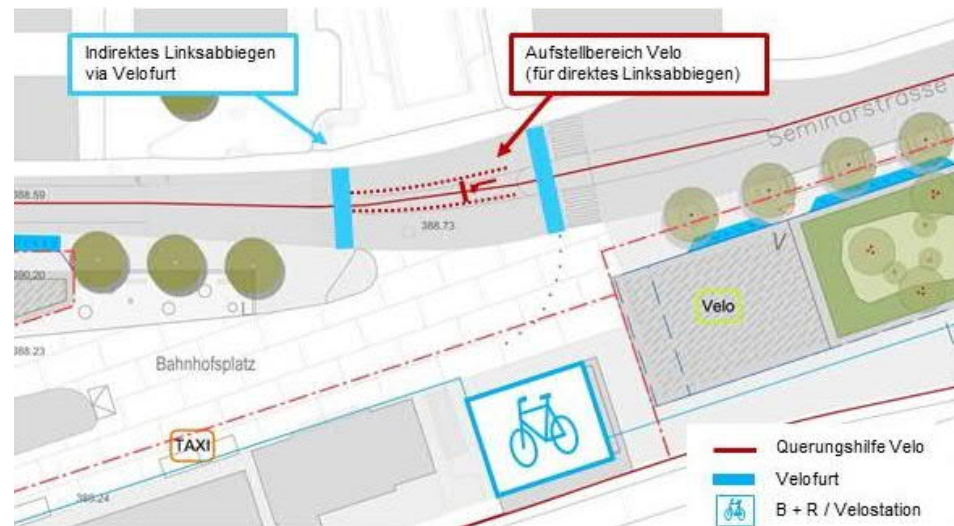 Indirektes Linksabbiegen
via Velofurt
Aufstellbereich Velo
(für direktes Linksabbiegen)
Seminarstrasse
388.59
388.73
390.20
V
Velo
388.23
Bahnhofsplatz
TAXI
388.24
Querungshilfe Velo
Velofurt
B + R / Velostation